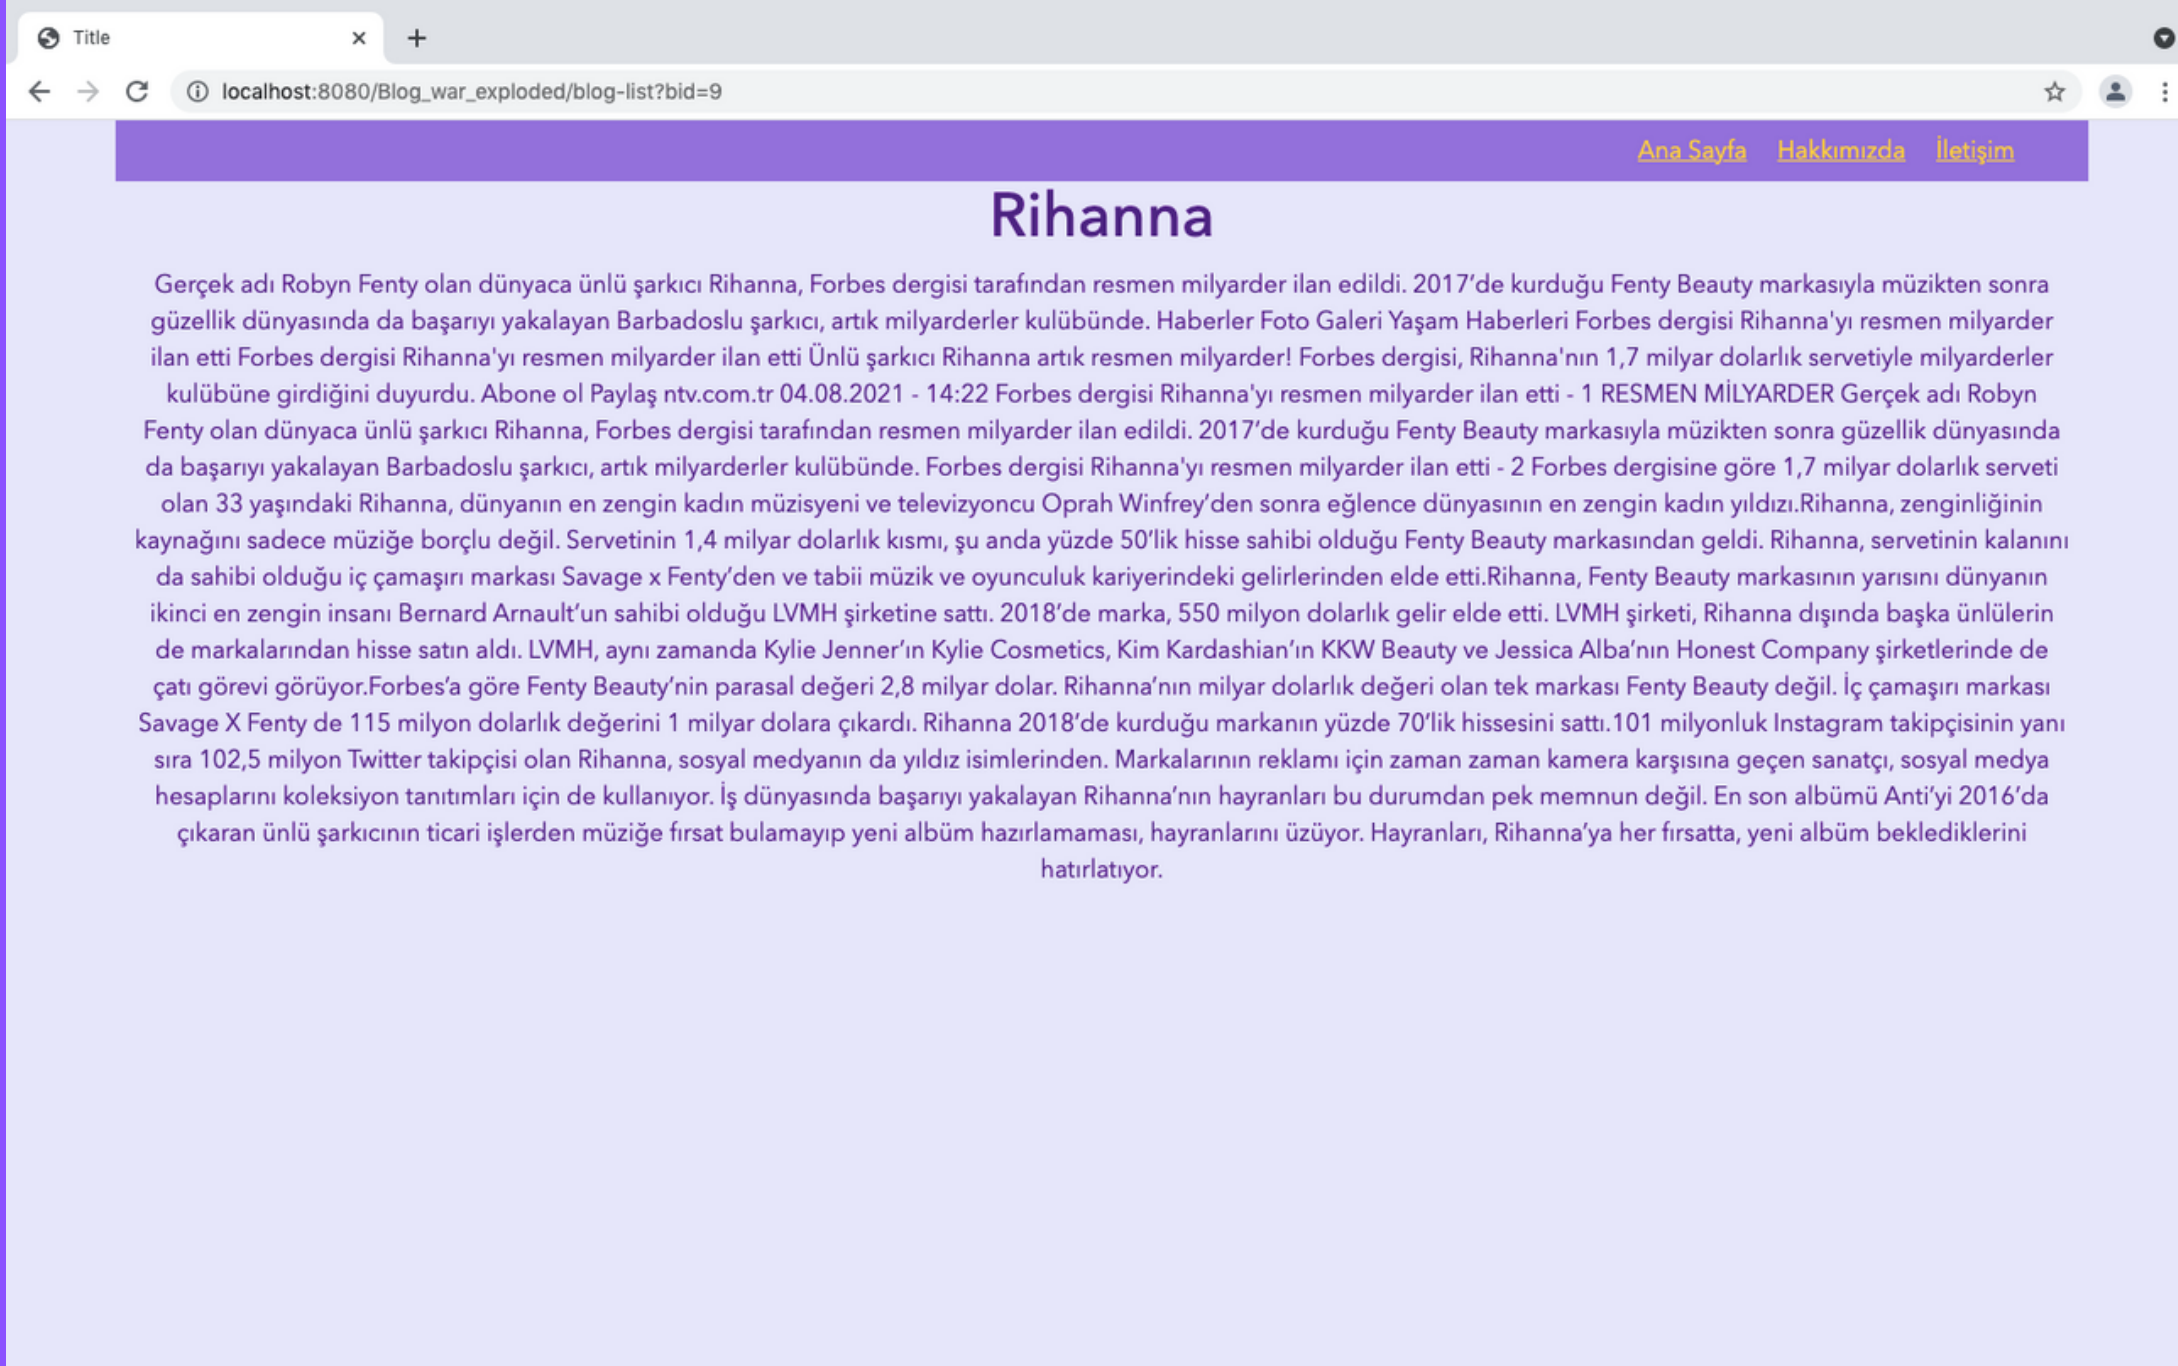 Title
localhost:8080/Blog_war_exploded/blog-list?bid=9
Ana Sayfa Hakkımızda İletişim
Rihanna
Gerçek adı Robyn Fenty olan dünyaca ünlü şarkıcı Rihanna, Forbes dergisi tarafından resmen milyarder ilan edildi. 2017’de kurduğu Fenty Beauty markasıyla müzikten sonra
güzellik dünyasında da başarıyı yakalayan Barbadoslu şarkıcı, artık milyarderler kulübünde. Haberler Foto Galeri Yaşam Haberleri Forbes dergisi Rihanna'yı resmen milyarder
ilan etti Forbes dergisi Rihanna'yı resmen milyarder ilan etti Ünlü şarkıcı Rihanna artık resmen milyarder! Forbes dergisi, Rihanna'nın 1,7 milyar dolarlık servetiyle milyarderler
kulübüne girdiğini duyurdu. Abone ol Paylaş ntv.com.tr 04.08.2021 - 14:22 Forbes dergisi Rihanna'yı resmen milyarder ilan etti - 1 RESMEN MİLYARDER Gerçek adı Robyn
Fenty olan dünyaca ünlü şarkıcı Rihanna, Forbes dergisi tarafından resmen milyarder ilan edildi. 2017’de kurduğu Fenty Beauty markasıyla müzikten sonra güzellik dünyasında
da başarıyı yakalayan Barbadoslu şarkıcı, artık milyarderler kulübünde. Forbes dergisi Rihanna'yı resmen milyarder ilan etti - 2 Forbes dergisine göre 1,7 milyar dolarlık serveti
olan 33 yaşındaki Rihanna, dünyanın en zengin kadın müzisyeni ve televizyoncu Oprah Winfrey’den sonra eğlence dünyasının en zengin kadın yıldızı.Rihanna, zenginliğinin
kaynağını sadece müziğe borçlu değil. Servetinin 1,4 milyar dolarlık kısmı, şu anda yüzde 50’lik hisse sahibi olduğu Fenty Beauty markasından geldi. Rihanna, servetinin kalanını
da sahibi olduğu iç çamaşırı markası Savage x Fenty’den ve tabii müzik ve oyunculuk kariyerindeki gelirlerinden elde etti.Rihanna, Fenty Beauty markasının yarısını dünyanın
ikinci en zengin insanı Bernard Arnault’un sahibi olduğu LVMH şirketine sattı. 2018’de marka, 550 milyon dolarlık gelir elde etti. LVMH şirketi, Rihanna dışında başka ünlülerin
de markalarından hisse satın aldı. LVMH, aynı zamanda Kylie Jenner’ın Kylie Cosmetics, Kim Kardashian’ın KKW Beauty ve Jessica Alba’nın Honest Company şirketlerinde de
çatı görevi görüyor.Forbes’a göre Fenty Beauty’nin parasal değeri 2,8 milyar dolar. Rihanna’nın milyar dolarlık değeri olan tek markası Fenty Beauty değil. İç çamaşırı markası
Savage X Fenty de 115 milyon dolarlık değerini 1 milyar dolara çıkardı. Rihanna 2018’de kurduğu markanın yüzde 70’lik hissesini sattı.101 milyonluk Instagram takipçisinin yanı
sıra 102,5 milyon Twitter takipçisi olan Rihanna, sosyal medyanın da yıldız isimlerinden. Markalarının reklamı için zaman zaman kamera karşısına geçen sanatçı, sosyal medya
hesaplarını koleksiyon tanıtımları için de kullanıyor. İş dünyasında başarıyı yakalayan Rihanna’nın hayranları bu durumdan pek memnun değil. En son albümü Anti’yi 2016’da
çıkaran ünlü şarkıcının ticari işlerden müziğe fırsat bulamayıp yeni albüm hazırlamaması, hayranlarını üzüyor. Hayranları, Rihanna’ya her fırsatta, yeni albüm beklediklerini
hatırlatıyor.